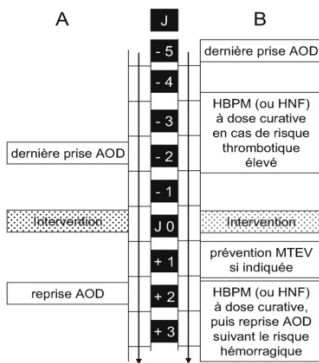 A
J
B
- 5
dernière prise AOD
- 4
- 3
HBPM (ou HNF)
à dose curative
en cas de risque
thrombotique
élevé
dernière prise AOD
- 2
- 1
Intervention
J 0
Intervention
+ 1
prévention MTEV
si indiquée
reprise AOD
+ 2
HBPM (ou HNF)
à dose curative,
puis reprise AOD
suivant le risque
hémorragique
+ 3